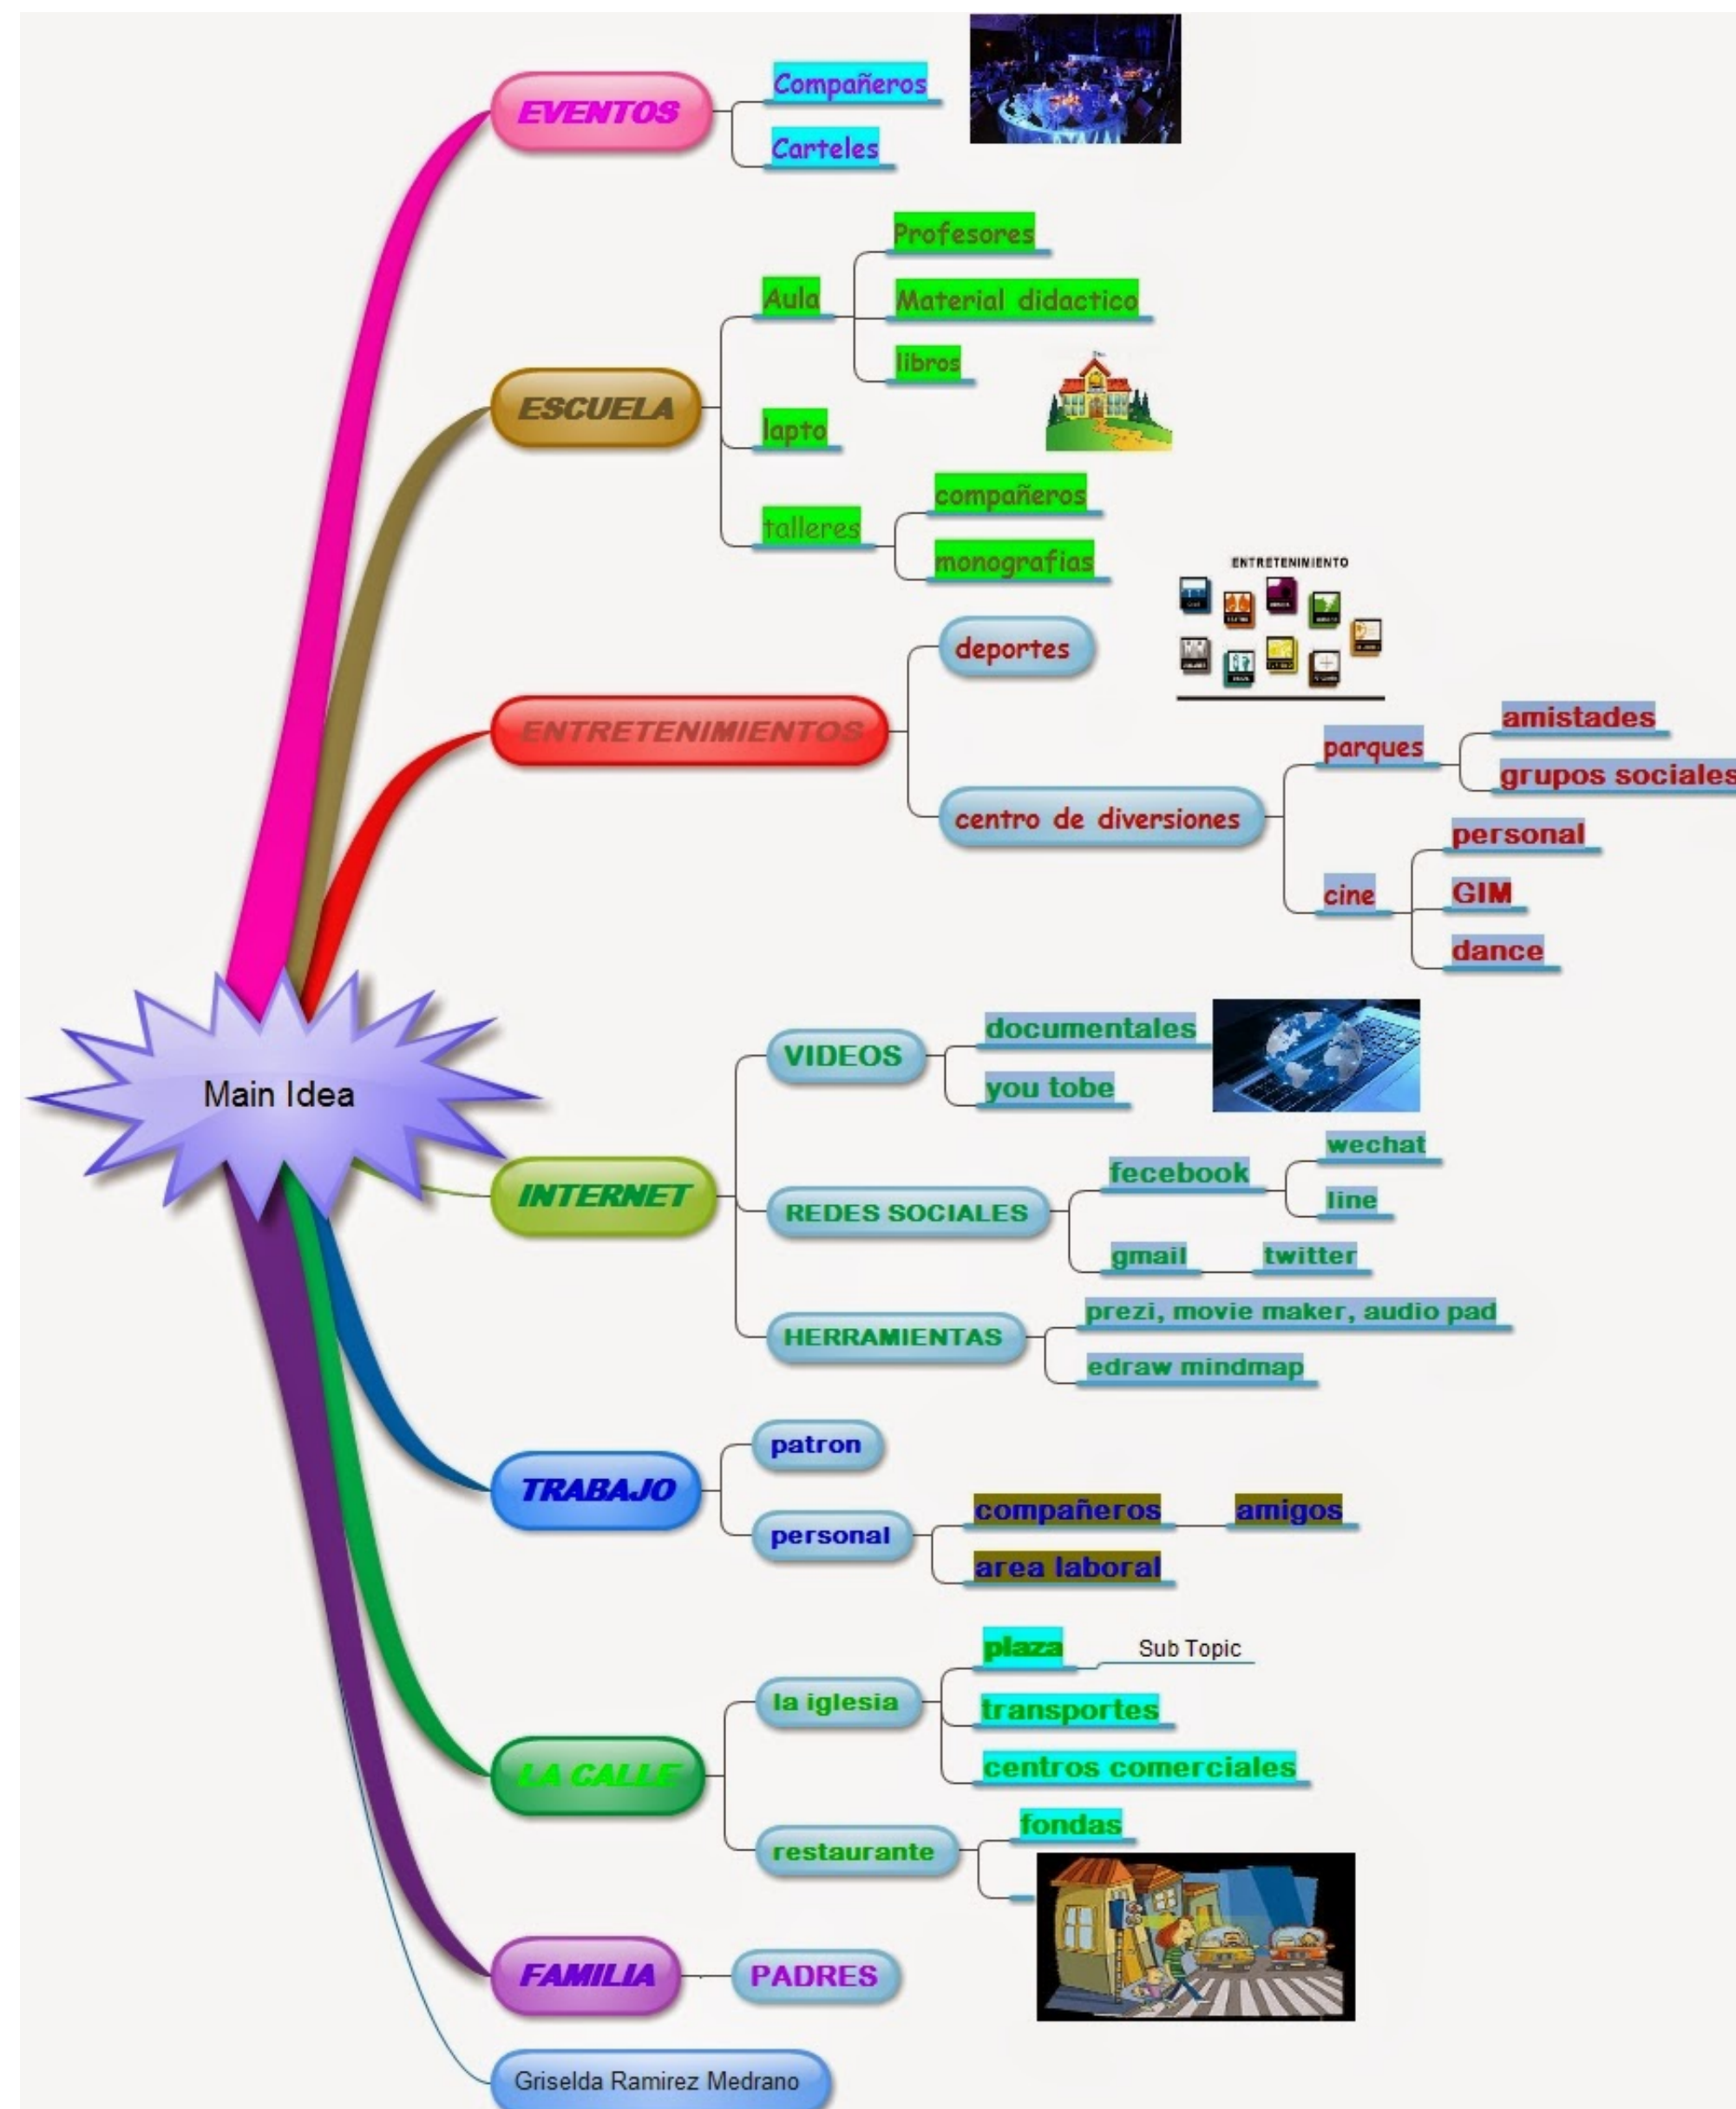 EVENTOS
Compañeros
Carteles
ESCUELA
Aula
Profesores
Material didactico
libros
lapto
talleres
compañeros
monografias
ENTRETENIMIENTO
ENTRETENIMIENTOS
deportes
centro de diversiones
parques
amistades
grupos sociales
cine
personal
GIM
dance
Main Idea
INTERNET
VIDEOS
documentales
you tobe
REDES SOCIALES
fecebook
wechat
line
gmail
twitter
HERRAMIENTAS
prezi, movie maker, audio pad
edraw mindmap
TRABAJO
patron
personal
compañeros
amigos
area laboral
LA CALLE
la iglesia
plaza
Sub Topic
transportes
centros comerciales
restaurante
fondas
FAMILIA
PADRES
Griselda Ramirez Medrano